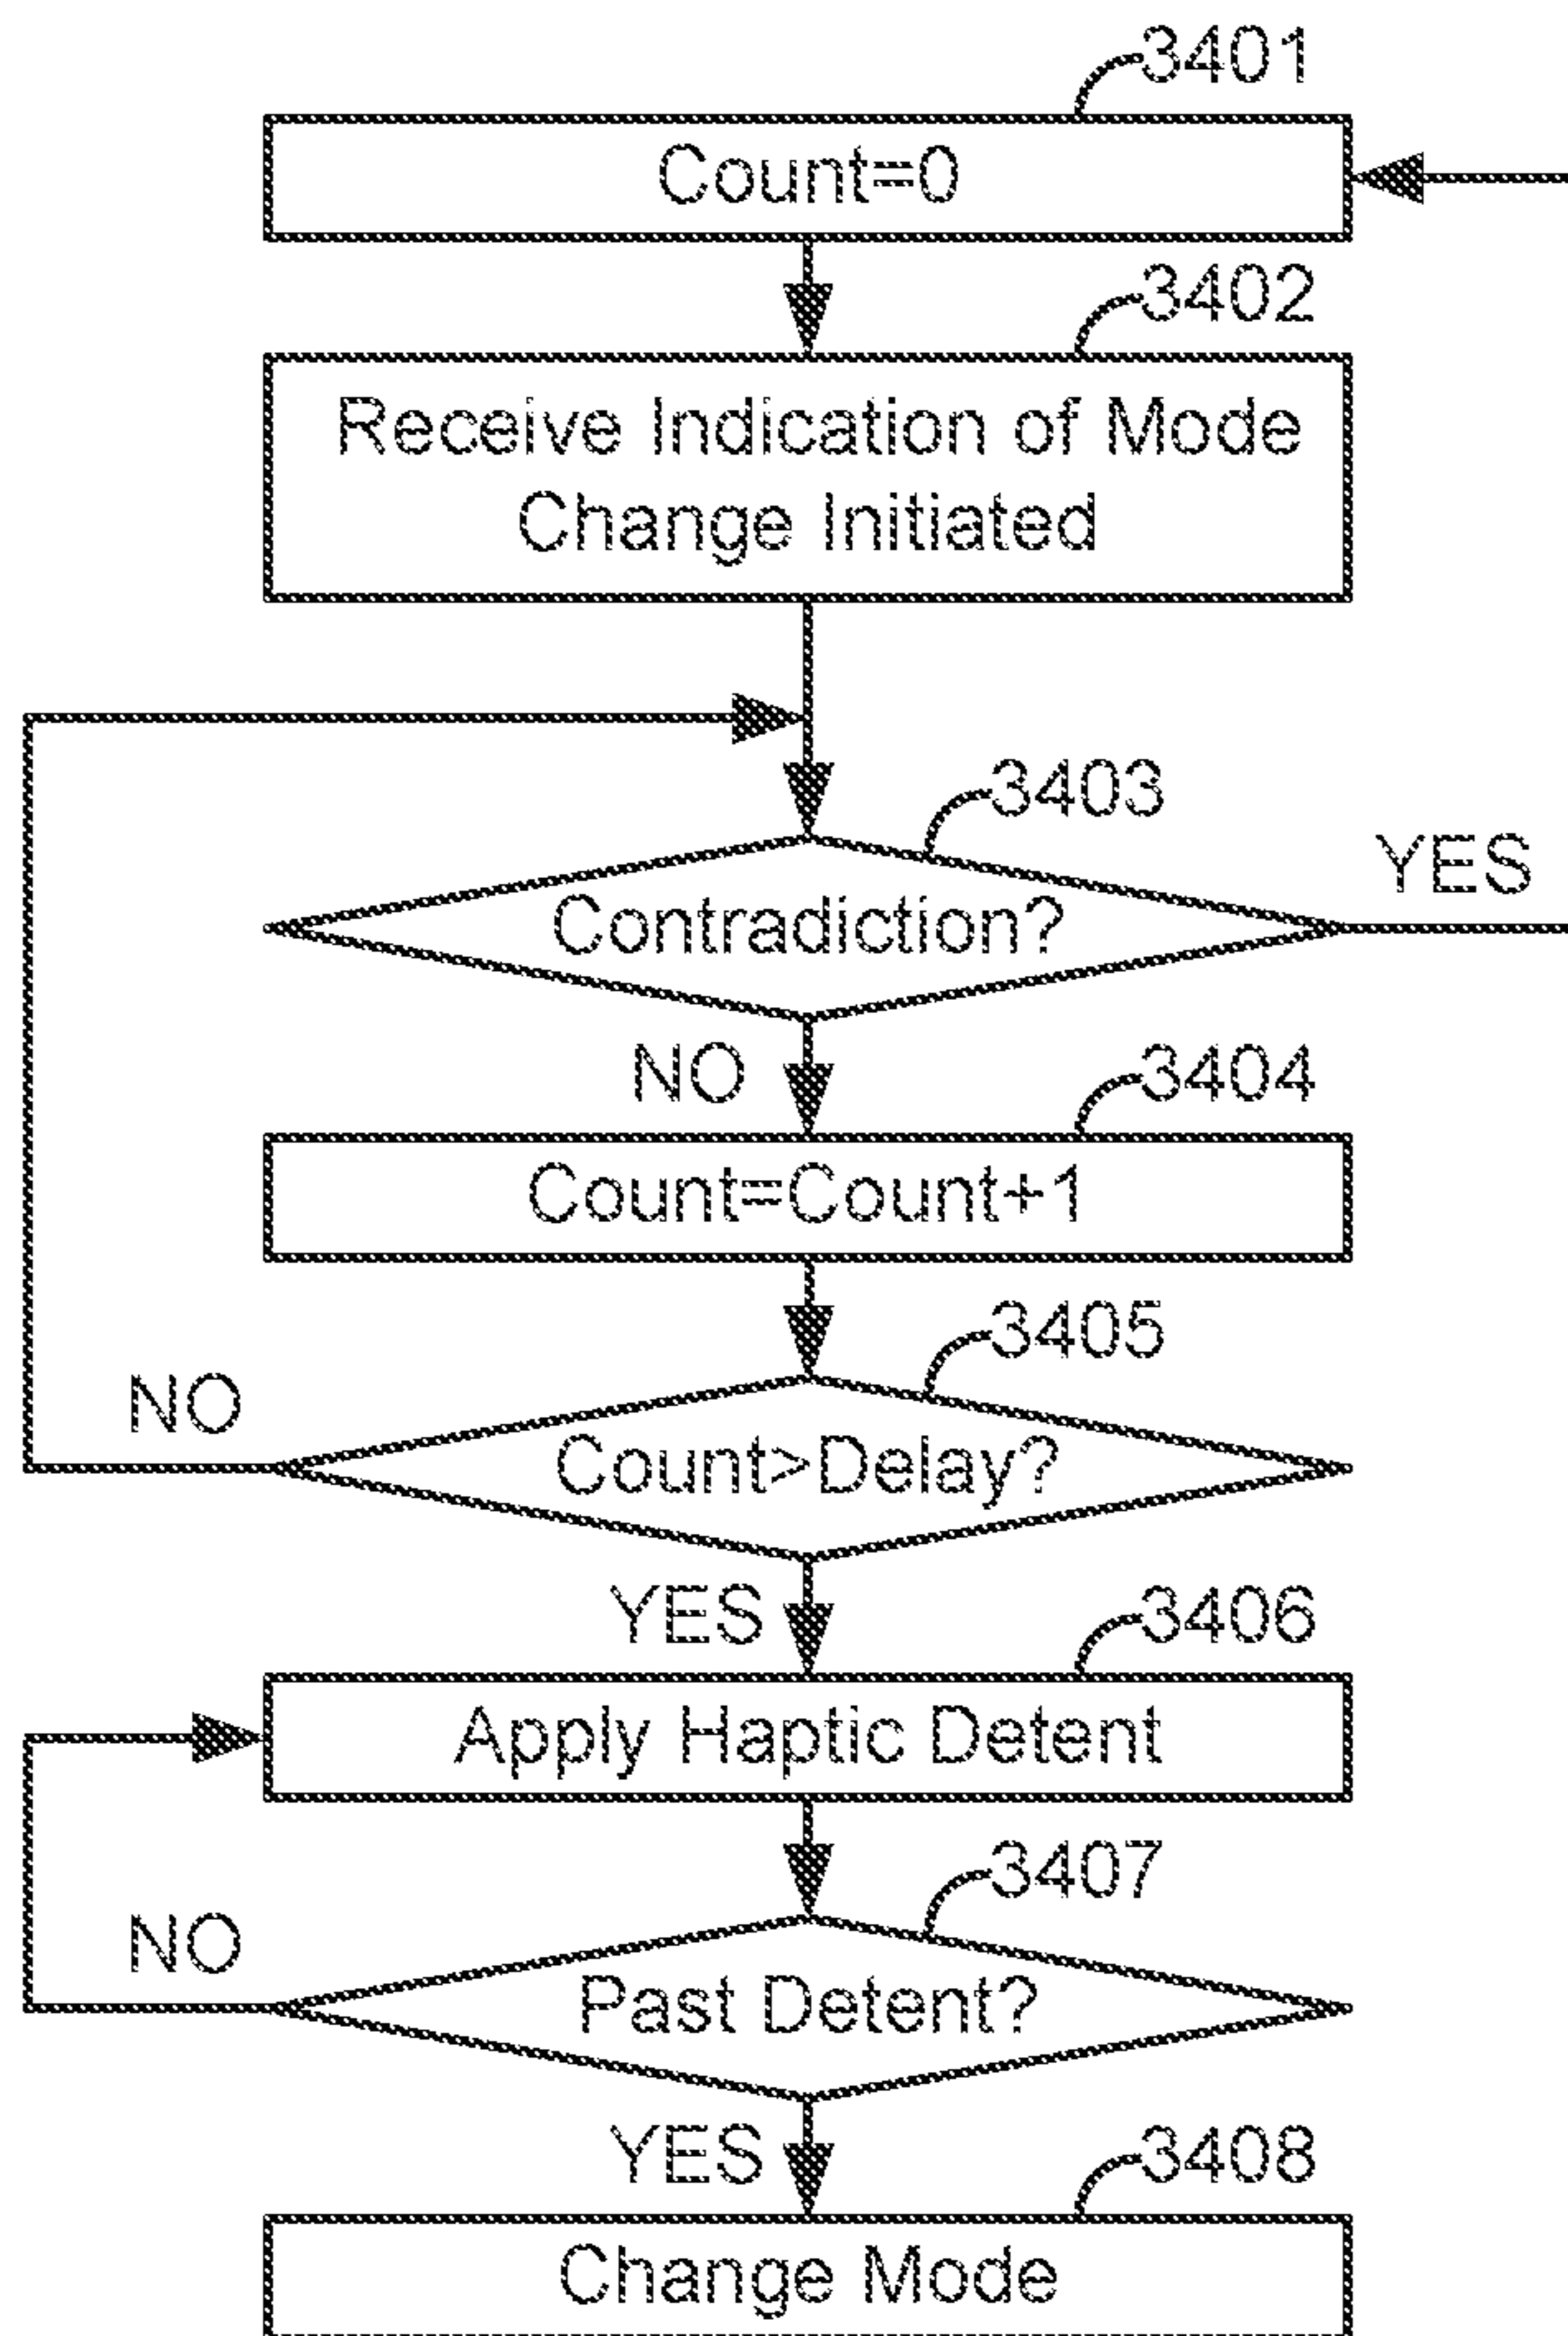 3401
Count=0
3402
Receive Indication of Mode
Change Initiated
3403
YES
Contradiction?
NO
3404
Count=Count+1
3405
NO
Count>Delay?
YES
3406
Apply Haptic Detent
3407
NO
Past Detent?
YES
3408
Change Mode